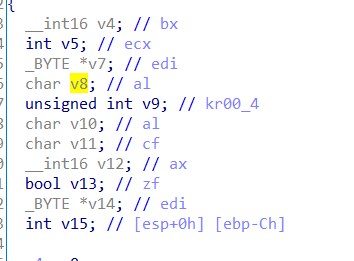 {
__int16 v4; // bx
int v5; // ecx
_BYTE *v7; // edi
char v8; // al
unsigned int v9; // kr00_4
char v10; // al
char v11; // cf
__int16 v12; // ax
bool v13; // zf
_BYTE *v14; // edi
int v15; // [esp+0h] [ebp-Ch]